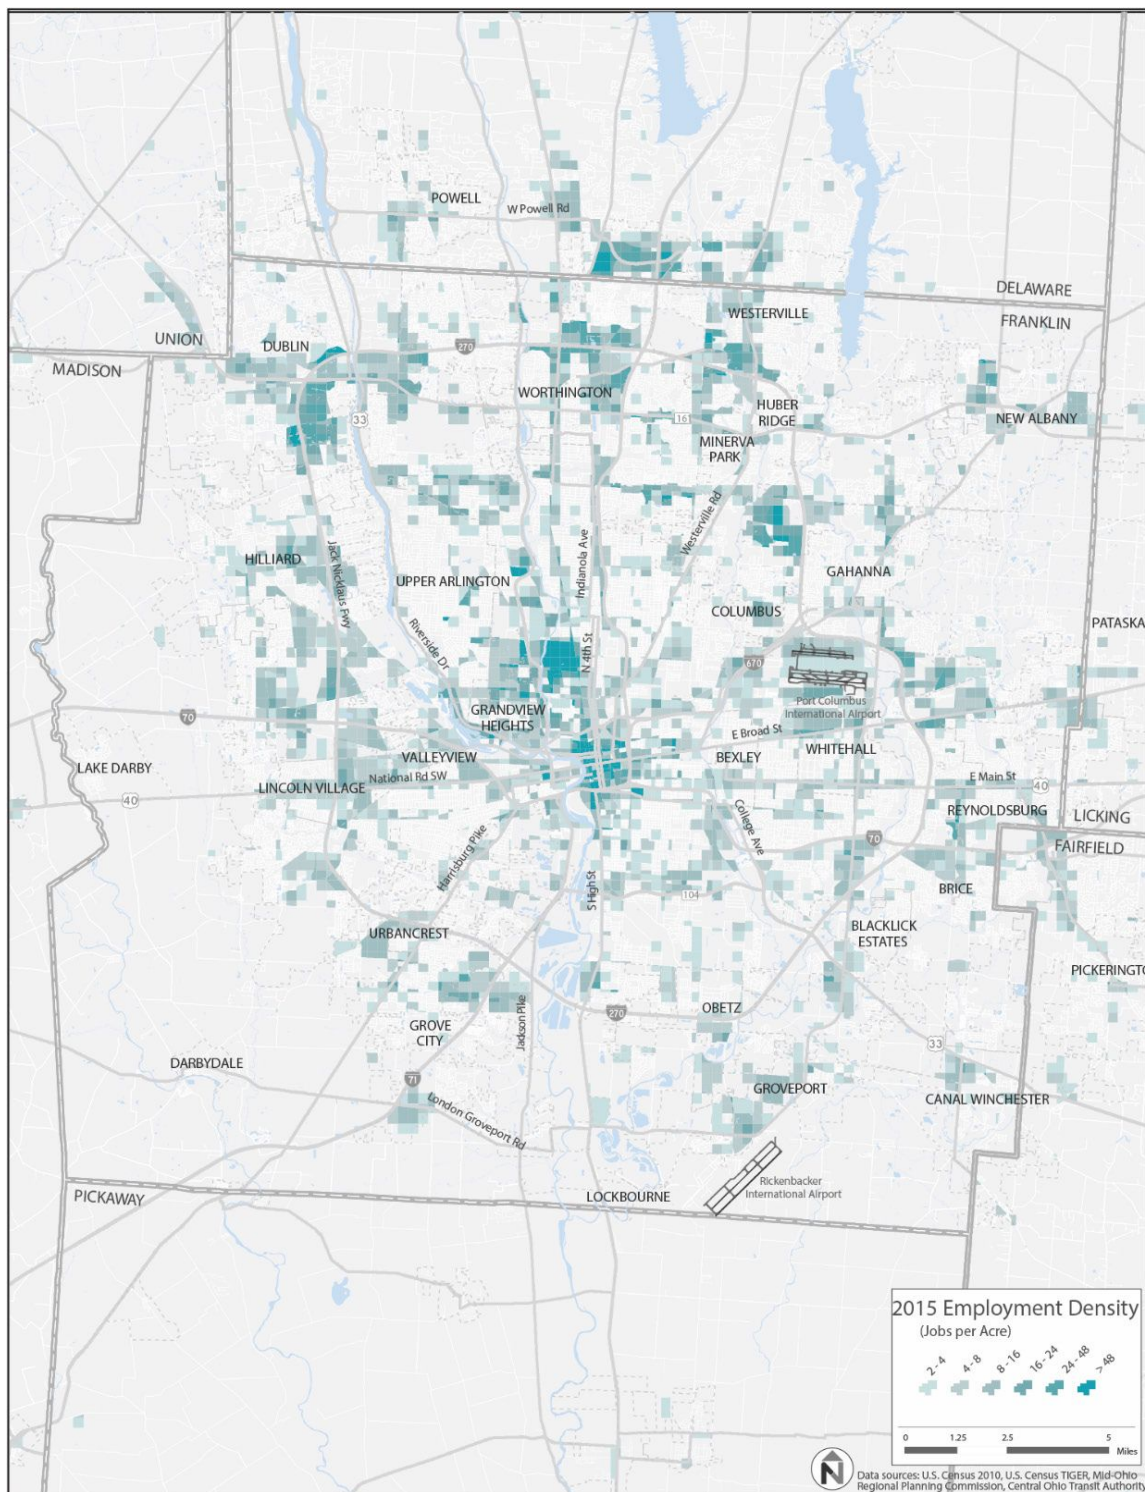 POWELL
W Powell Rd
DELAWARE
FRANKLIN
WESTERVILLE
UNION
DUBLIN
MADISON
270
WORTHINGTON
HUBER
RIDGE
33
161
NEW ALBANY
MINERVA
PARK
Westerville Rd
Indianola Ave
HILLIARD
Jack Nicklaus Fwy
UPPER ARLINGTON
GAHANNA
COLUMBUS
PATASKA
Riverside Dr
N 4th St
670
Port Columbus
International Airport
GRANDVIEW
HEIGHTS
70
E Broad St
WHITEHALL
BEXLEY
VALLEYVIEW
LAKE DARBY
National Rd SW
E Main St
LINCOLN VILLAGE
40
40
REYNOLDSBURG
LICKING
College Ave
70
FAIRFIELD
Harrisburg Pike
S High St
104
BRICE
URBANCREST
BLACKLICK
ESTATES
PICKERINGTO
OBETZ
270
Jackson Pike
GROVE
CITY
33
DARBYDALE
71
GROVEPORT
CANAL WINCHESTER
London Groveport Rd
Rickenbacker
International Airport
PICKAWAY
LOCKBOURNE
2015 Employment Density
(Jobs per Acre)
2 - 4
4 - 8
8 - 16
16 - 24
24 - 48
> 48
0 1.25 2.5 5
Miles
N
Data sources: U.S. Census 2010, U.S. Census TIGER, Mid-Ohio
Regional Planning Commission, Central Ohio Transit Authority